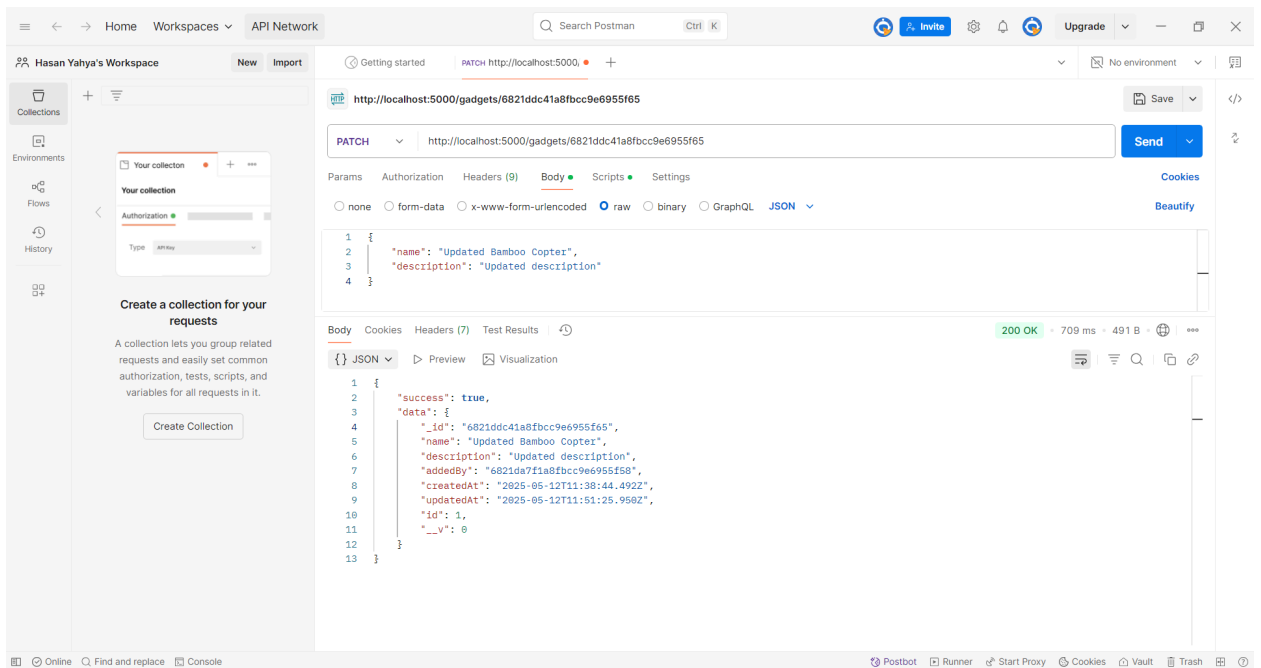 Home Workspaces API Network Search Postman Ctrl K Invite Upgrade
Hasan Yahya's Workspace New Import Getting started PATCH http://localhost:5000, No environment
Collections
Environments
Flows
History
Your collecton
Your collection
Authorization
Type API Key
Create a collection for your
requests
A collection lets you group related
requests and easily set common
authorization, tests, scripts, and
variables for all requests in it.
Create Collection
HTTP http://localhost:5000/gadgets/6821ddc41a8fbcc9e6955f65 Save </>
PATCH http://localhost:5000/gadgets/6821ddc41a8fbcc9e6955f65 Send
Params Authorization Headers (9) Body Scripts Settings Cookies
none form-data x-www-form-urlencoded raw binary GraphQL JSON Beautify
1 {
2 "name": "Updated Bamboo Copter",
3 "description": "Updated description"
4 }
Body Cookies Headers (7) Test Results 200 OK 709 ms 491 B
{} JSON Preview Visualization
1 {
2 "success": true,
3 "data": {
4 "_id": "6821ddc41a8fbcc9e6955f65",
5 "name": "Updated Bamboo Copter",
6 "description": "Updated description",
7 "addedBy": "6821da7f1a8fbcc9e6955f58",
8 "createdAt": "2025-05-12T11:38:44.492Z",
9 "updatedAt": "2025-05-12T11:51:25.950Z",
10 "id": 1,
11 "__v": 0
12 }
13 }
Online Find and replace Console Postbot Runner Start Proxy Cookies Vault Trash